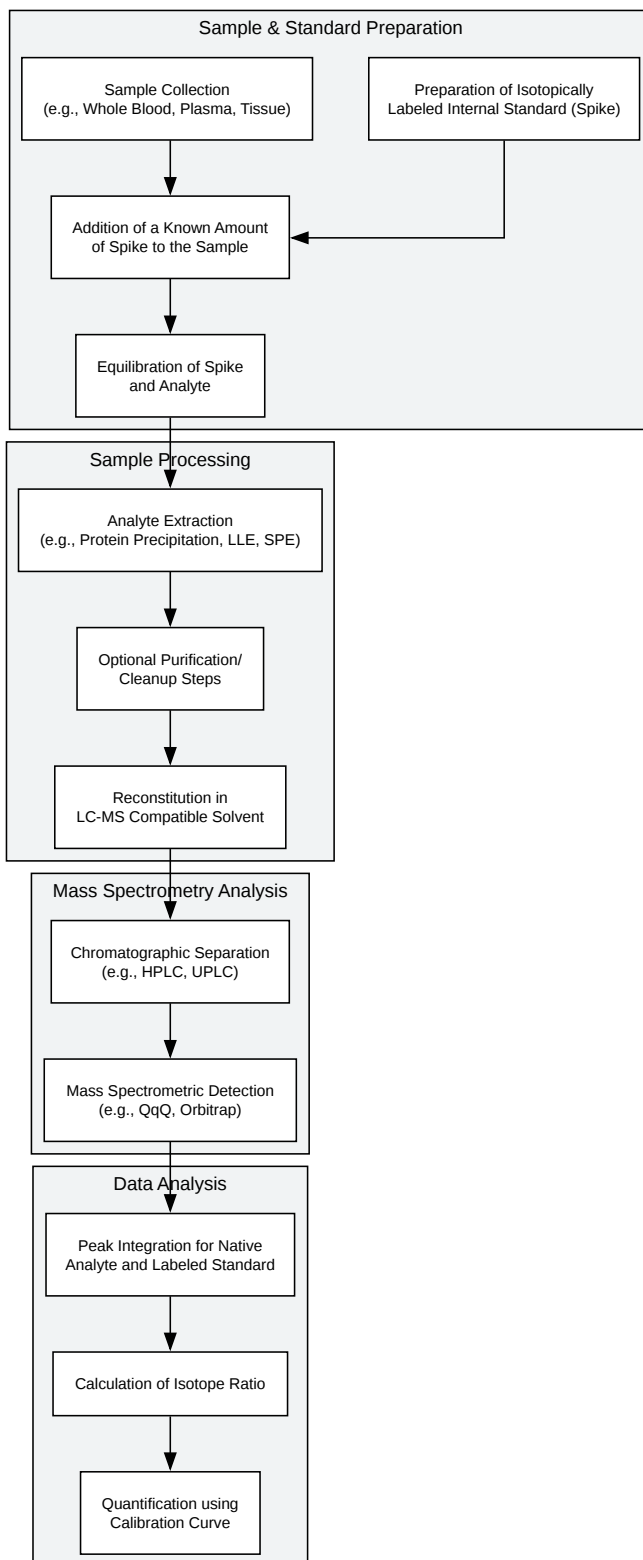 Sample & Standard Preparation
Sample Collection
(e.g., Whole Blood, Plasma, Tissue)
Preparation of Isotopically
Labeled Internal Standard (Spike)
Addition of a Known Amount
of Spike to the Sample
Equilibration of Spike
and Analyte
Sample Processing
Analyte Extraction
(e.g., Protein Precipitation, LLE, SPE)
Optional Purification/
Cleanup Steps
Reconstitution in
LC-MS Compatible Solvent
Mass Spectrometry Analysis
Chromatographic Separation
(e.g., HPLC, UPLC)
Mass Spectrometric Detection
(e.g., QqQ, Orbitrap)
Data Analysis
Peak Integration for Native
Analyte and Labeled Standard
Calculation of Isotope Ratio
Quantification using
Calibration Curve